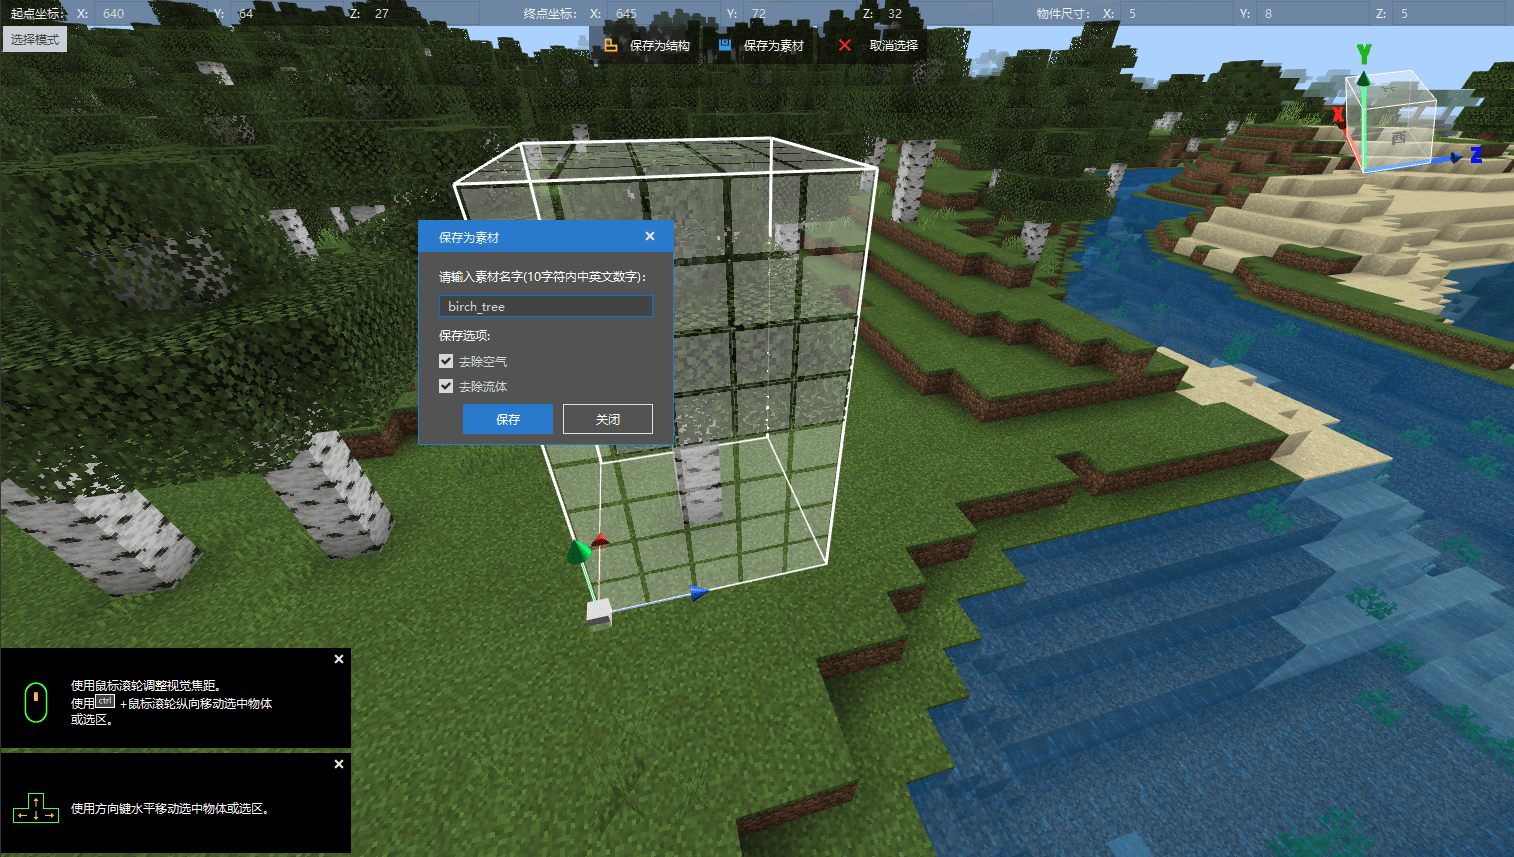 起点坐标: X: 640 Y: 64 Z: 27 终点坐标: X: 645 Y: 72 Z: 32 物件尺寸: X: 5 Y: 8 Z: 5
选择模式 保存为结构 保存为素材 取消选择
Y
X
西
Z
保存为素材
请输入素材名字(10字符内中英文数字):
birch_tree
保存选项:
去除空气
去除流体
保存 关闭
使用鼠标滚轮调整视觉焦距。
使用ctrl+鼠标滚轮纵向移动选中物体
或选区。
使用方向键水平移动选中物体或选区。